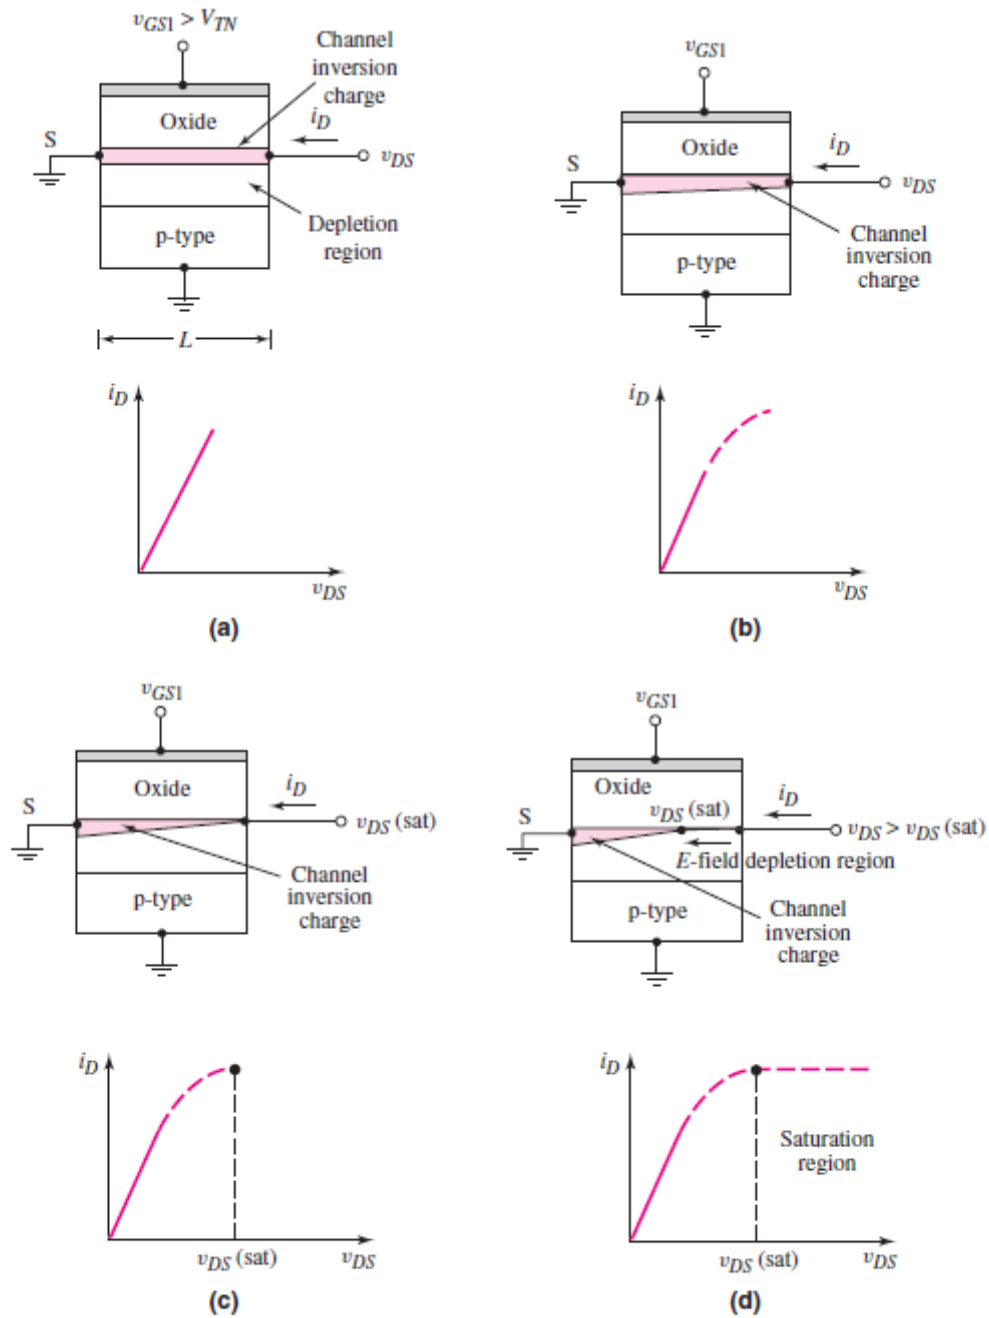 vGS1 > VTN
Channel
inversion
charge
Oxide
iD
S
vDS
Depletion
region
p-type
L
iD
vDS
(a)
vGS1
Oxide
iD
S
vDS
Channel
inversion
charge
p-type
iD
vDS
(b)
vGS1
Oxide
iD
S
vDS (sat)
Channel
inversion
charge
p-type
iD
vDS (sat)
vDS
(c)
vGS1
Oxide
iD
vDS (sat)
S
vDS > vDS (sat)
E-field depletion region
p-type
Channel
inversion
charge
iD
Saturation
region
vDS (sat)
vDS
(d)